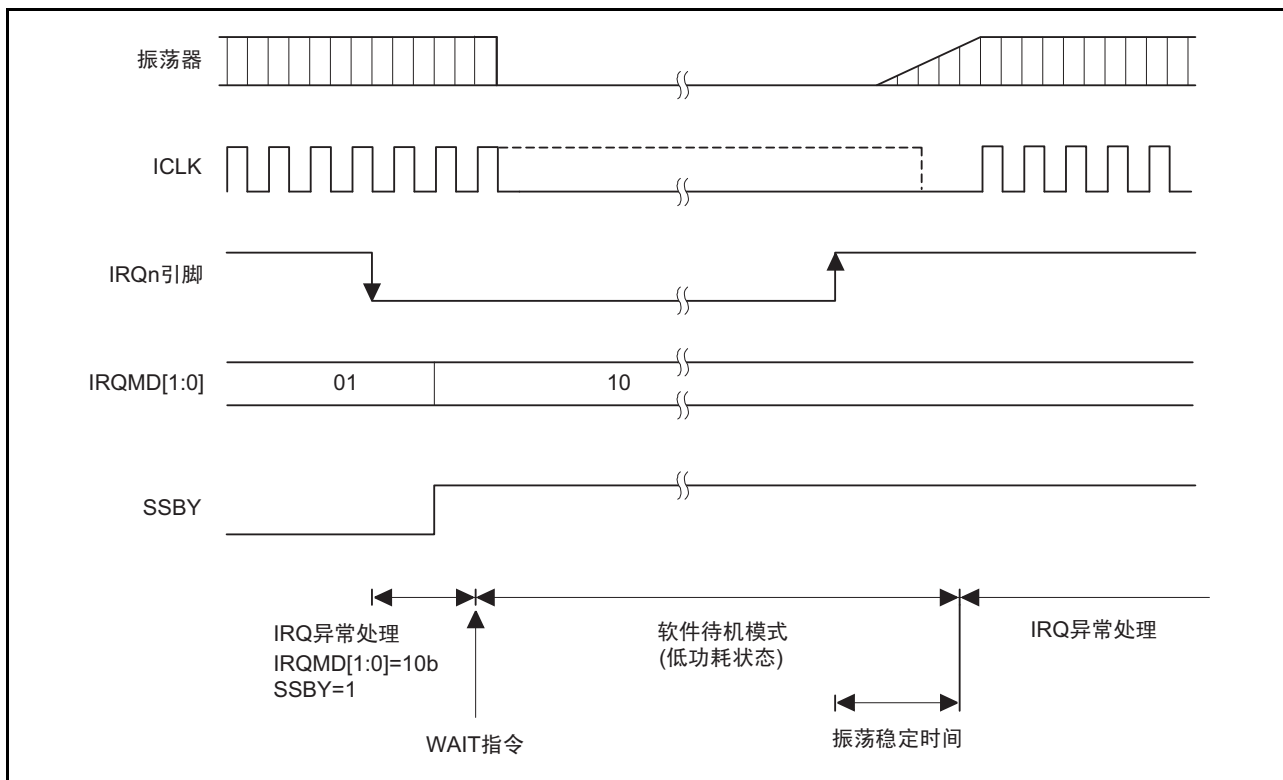 振荡器
ICLK
IRQn引脚
IRQMD[1:0]
01
10
SSBY
IRQ异常处理
IRQMD[1:0]=10b
SSBY=1
WAIT指令
软件待机模式
(低功耗状态)
振荡稳定时间
IRQ异常处理